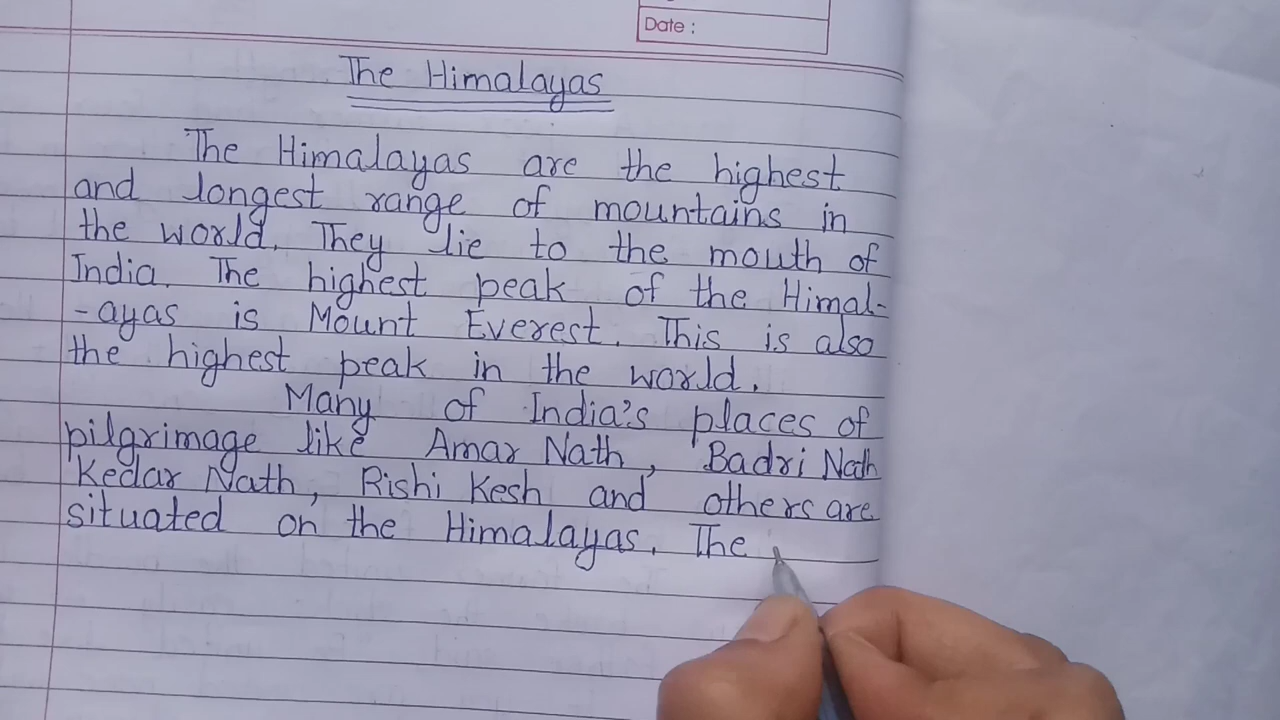 Date :
The Himalayas
The Himalayas are the highest
and longest range of mountains in
the world. They lie to the mouth of
India. The highest peak of the Himal-
-ayas is Mount Everest. This is also
the highest peak in the world.
Many of India's places of
pilgrimage like Amar Nath, Badri Nath
Kedar Nath, Rishi Kesh and others are
situated on the Himalayas. The